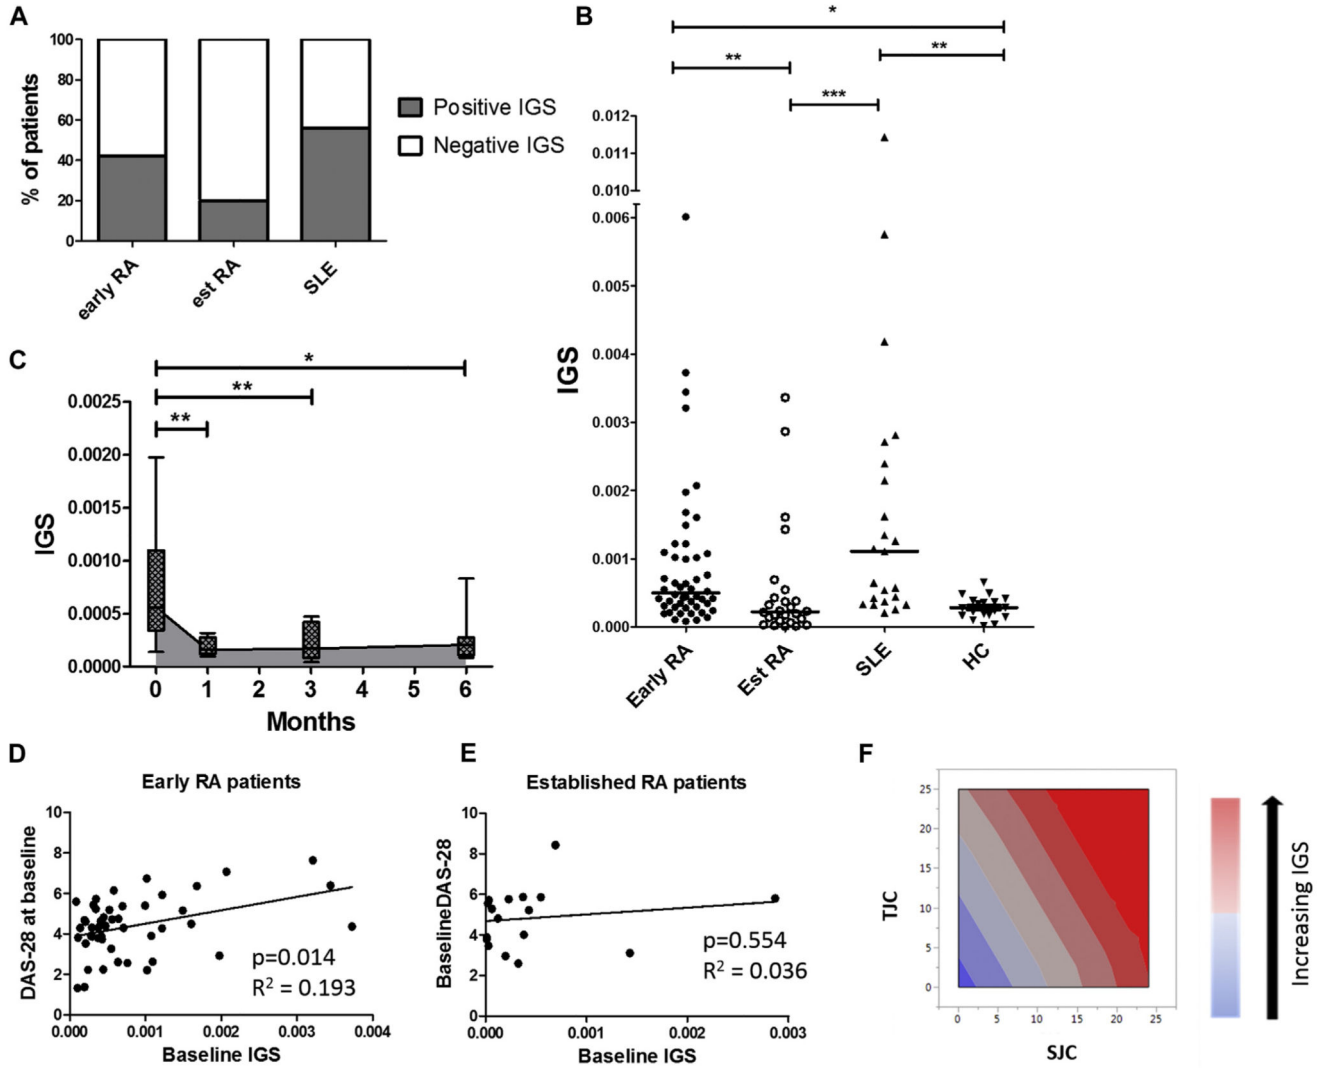 A
% of patients
100
80
60
40
20
0
early RA
est RA
SLE
Positive IGS
Negative IGS
B
*
**
**
***
IGS
0.012
0.011
0.010
0.006
0.005
0.004
0.003
0.002
0.001
0.000
Early RA
Est RA
SLE
HC
C
*
**
**
IGS
0.0025
0.0020
0.0015
0.0010
0.0005
0.0000
0 1 2 3 4 5 6
Months
D
Early RA patients
DAS-28 at baseline
10
8
6
4
2
0
p=0.014
R² = 0.193
0.000 0.001 0.002 0.003 0.004
Baseline IGS
E
Established RA patients
BaselineDAS-28
10
8
6
4
2
0
p=0.554
R² = 0.036
0.000 0.001 0.002 0.003
Baseline IGS
F
TJC
25
20
15
10
5
0
0 5 10 15 20 25
SJC
Increasing IGS